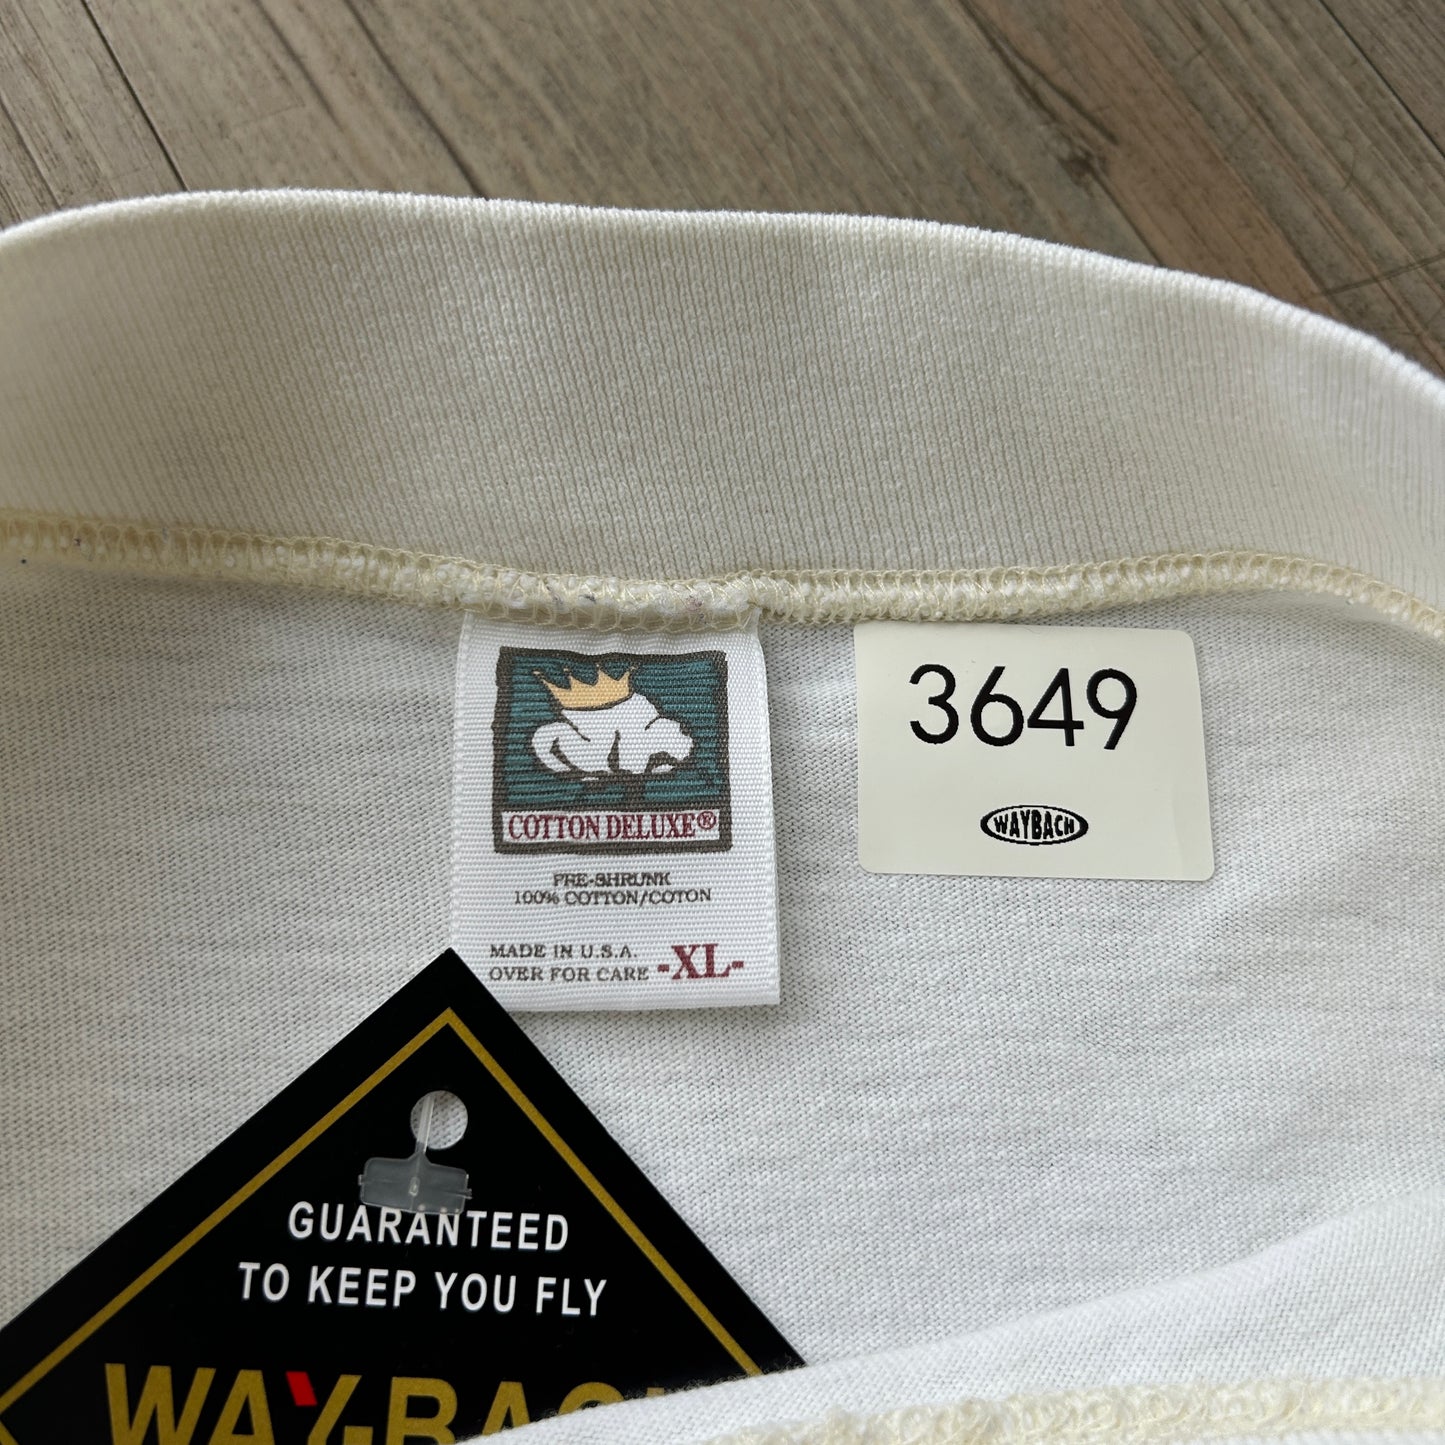 COTTON DELUXE®
PRE-SHRUNK
100% COTTON/COTON
MADE IN U.S.A.
OVER FOR CARE -XL-
3649
WAYBACH
GUARANTEED
TO KEEP YOU FLY